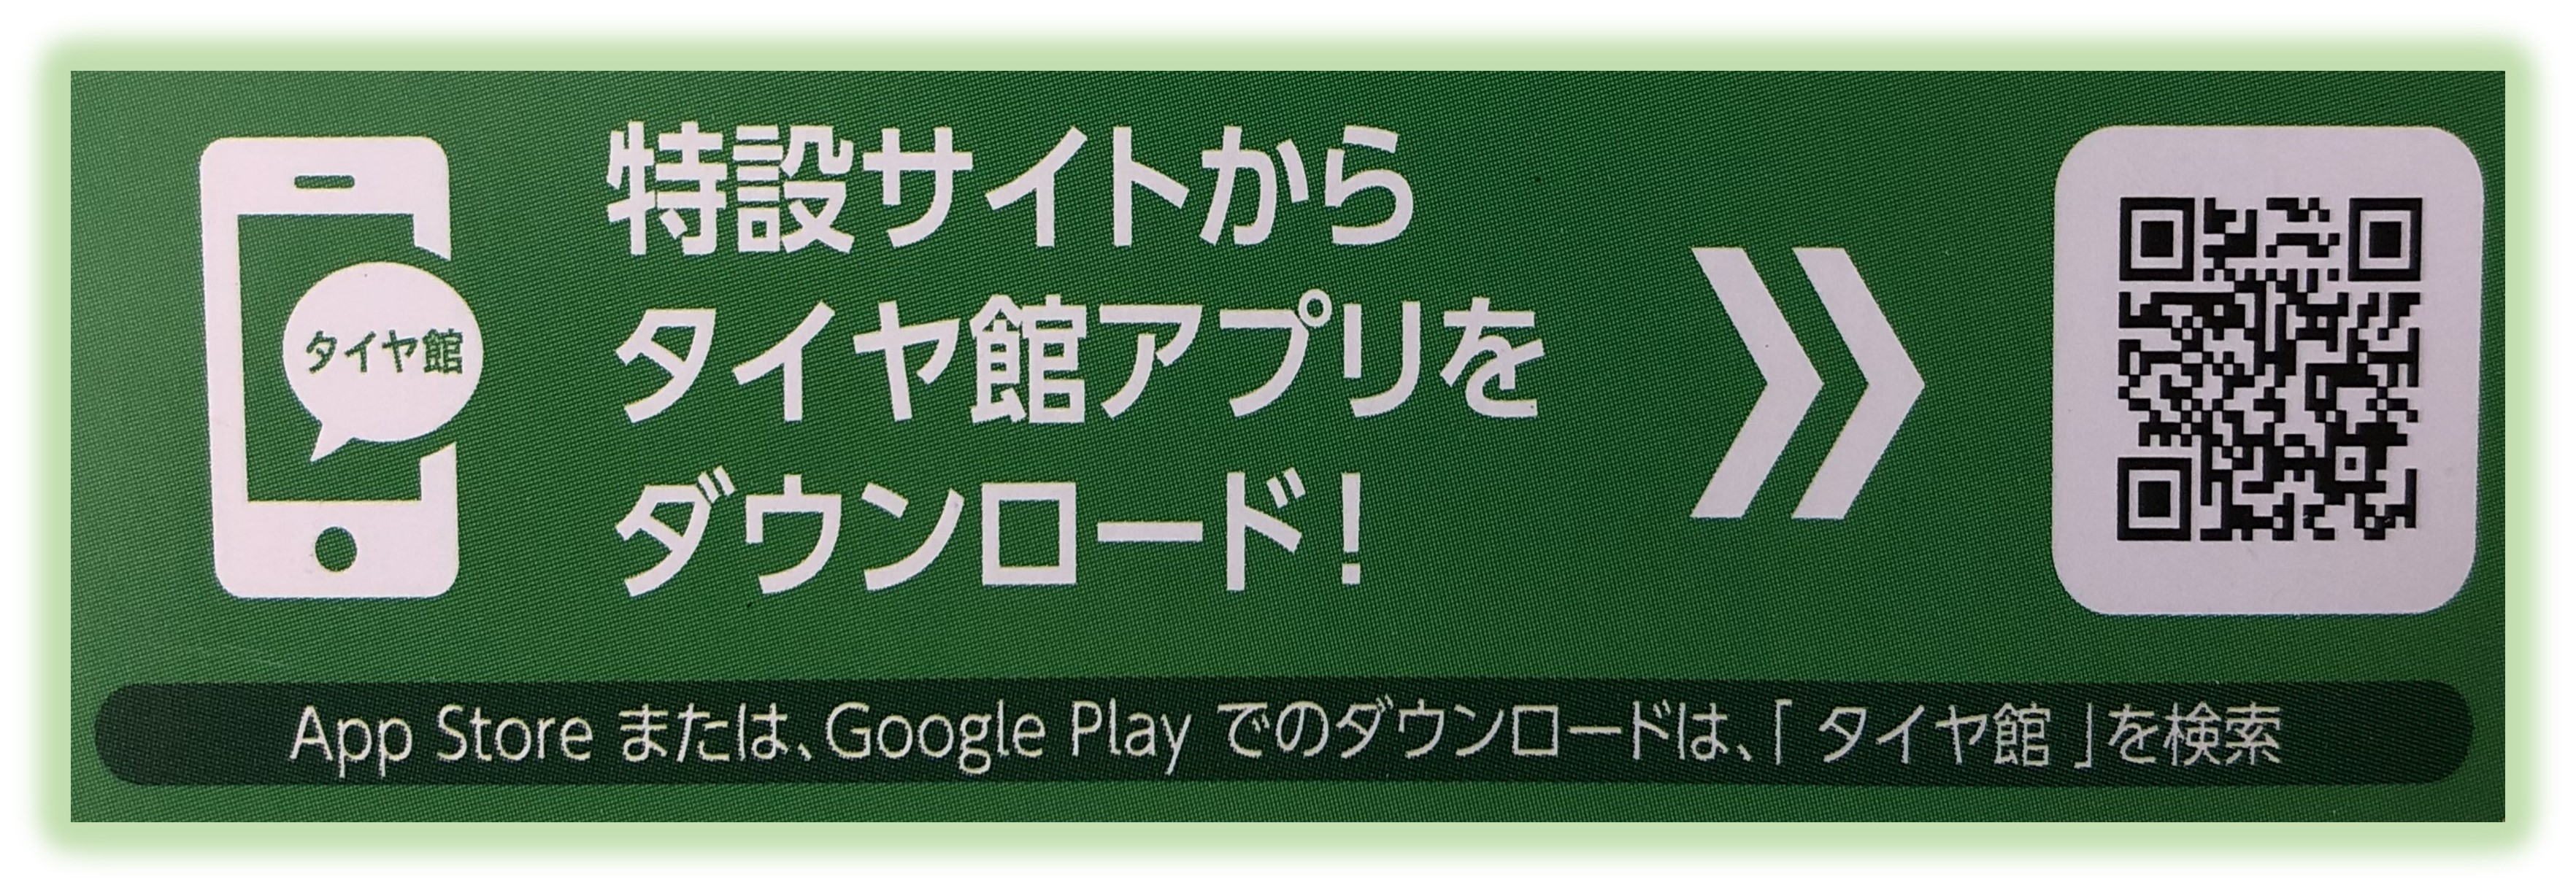 特設サイトから
タイヤ館アプリを
ダウンロード!
タイヤ館
App Store または、Google Play でのダウンロードは、「 タイヤ館 」を検索